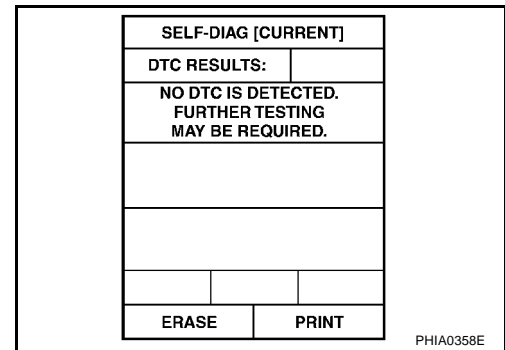 SELF-DIAG [CURRENT]
DTC RESULTS:
NO DTC IS DETECTED.
FURTHER TESTING
MAY BE REQUIRED.
ERASE PRINT
PHIA0358E